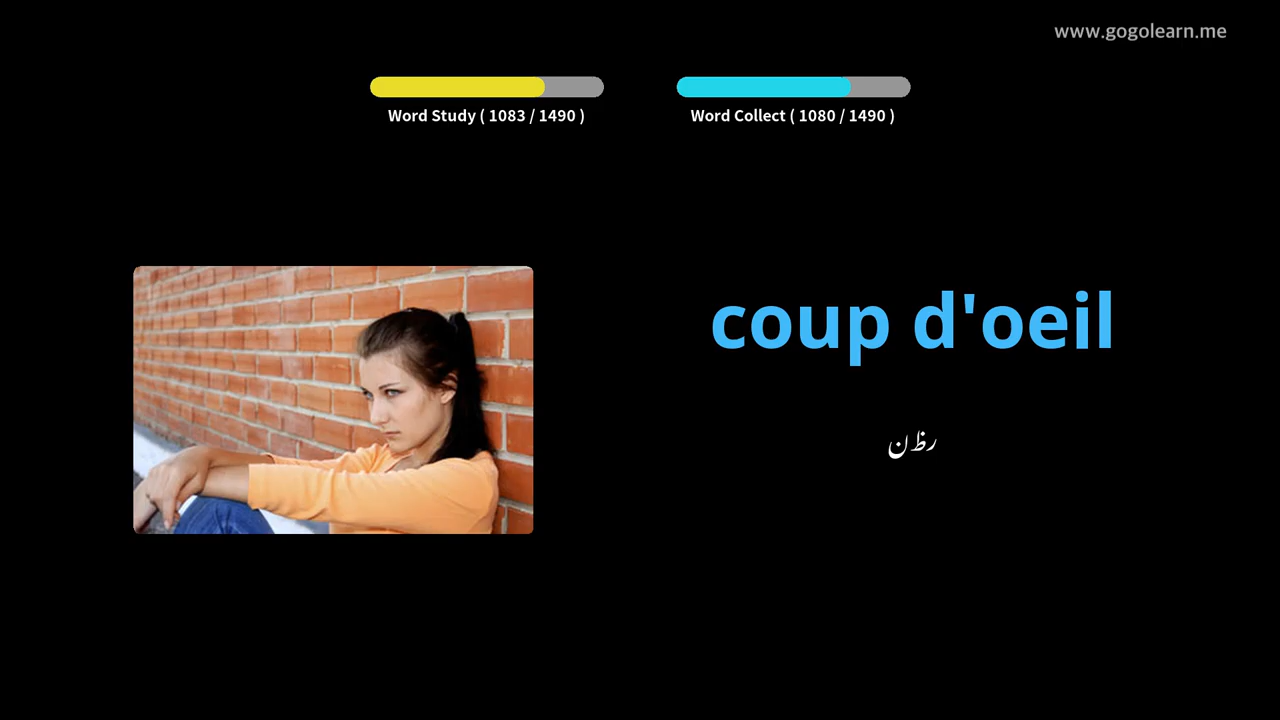 www.gogolearn.me
Word Study ( 1083 / 1490 )
Word Collect ( 1080 / 1490 )
coup d'oeil
رظن